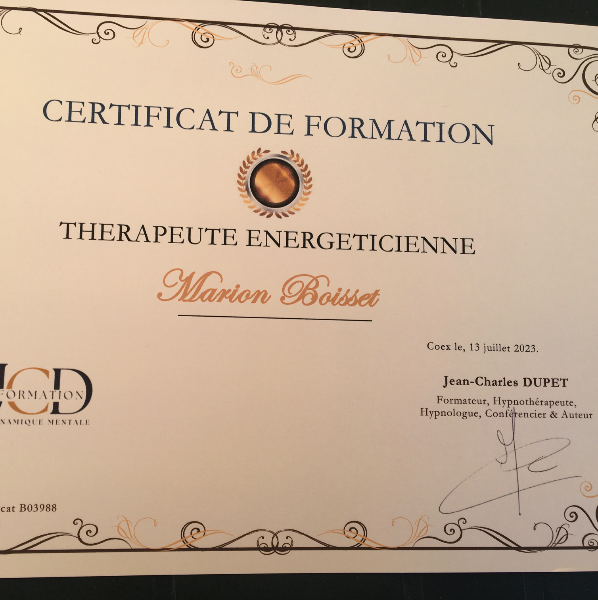 CERTIFICAT DE FORMATION
THERAPEUTE ENERGETICIENNE
Marion Boisset
Coex le, 13 juillet 2023.
Jean-Charles DUPET
Formateur, Hypnothérapeute,
Hypnologue, Conférencier & Auteur
JCD
FORMATION
NAMIQUE MENTALE
cat B03988